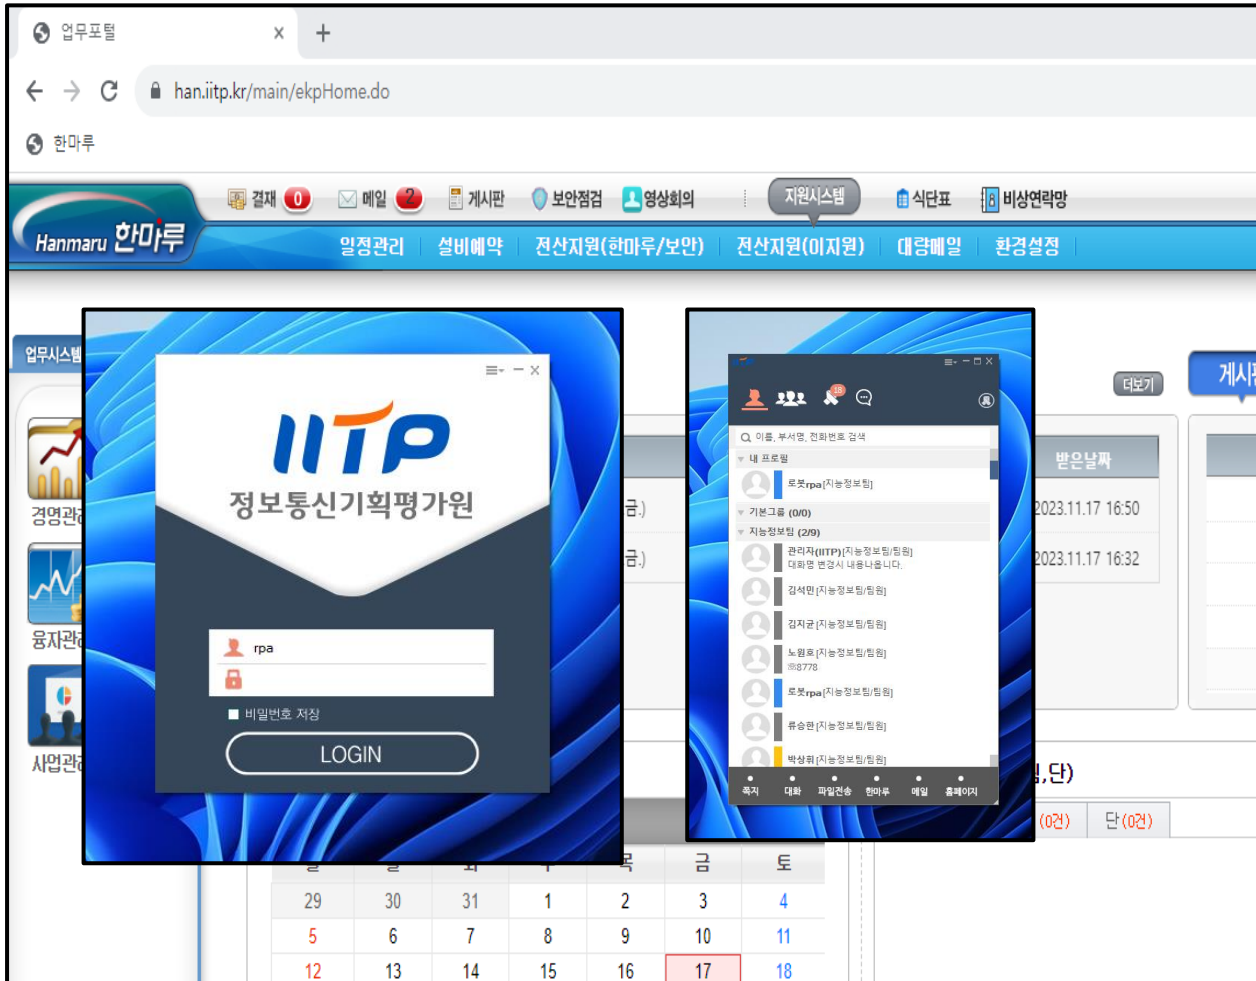 업무포털
han.iitp.kr/main/ekpHome.do
한마루
결재 0 메일 2 게시판 보안점검 영상회의 지원시스템 식단표 비상연락망
Hanmaru 한마루
일정관리 설비예약 전산지원(한마루/보안) 전산지원(미지원) 대량메일 환경설정
업무시스템
더보기
받은날짜
경영관
금.)
2023.11.17 16:50
금.)
2023.11.17 16:32
융자관
사업관
IITP
정보통신기획평가원
rpa
비밀번호 저장
LOGIN
18
이름, 부서명, 전화번호 검색
내 프로필
로봇rpa[지능정보팀]
기본그룹 (0/0)
지능정보팀 (2/9)
관리자(IITP)[지능정보팀/팀원]
대화명 변경시 내용나옵니다.
김석민[지능정보팀/팀원]
김지균[지능정보팀/팀원]
노원호[지능정보팀/팀원]
☏8778
로봇rpa[지능정보팀/팀원]
류승한[지능정보팀/팀원]
박상휘[지능정보팀/팀원]
쪽지 대화 파일전송 한마루 메일 홈페이지
,단)
(0건) 단(0건)
목 금 토
29 30 31 1 2 3 4
5 6 7 8 9 10 11
12 13 14 15 16 17 18